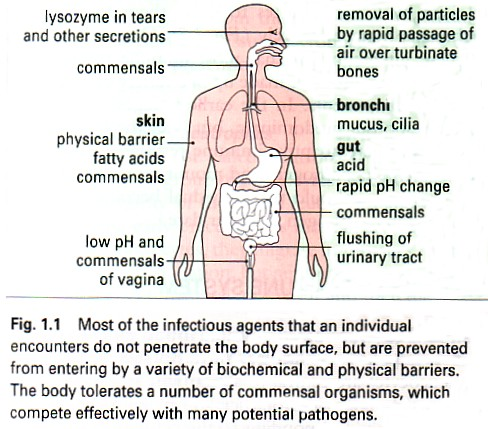 lysozyme in tears
and other secretions
commensals
skin
physical barrier
fatty acids
commensals
low pH and
commensals
of vagina
removal of particles
by rapid passage of
air over turbinate
bones
bronchi
mucus, cilia
gut
acid
rapid pH change
commensals
flushing of
urinary tract
Fig. 1.1 Most of the infectious agents that an individual
encounters do not penetrate the body surface, but are prevented
from entering by a variety of biochemical and physical barriers.
The body tolerates a number of commensal organisms, which
compete effectively with many potential pathogens.